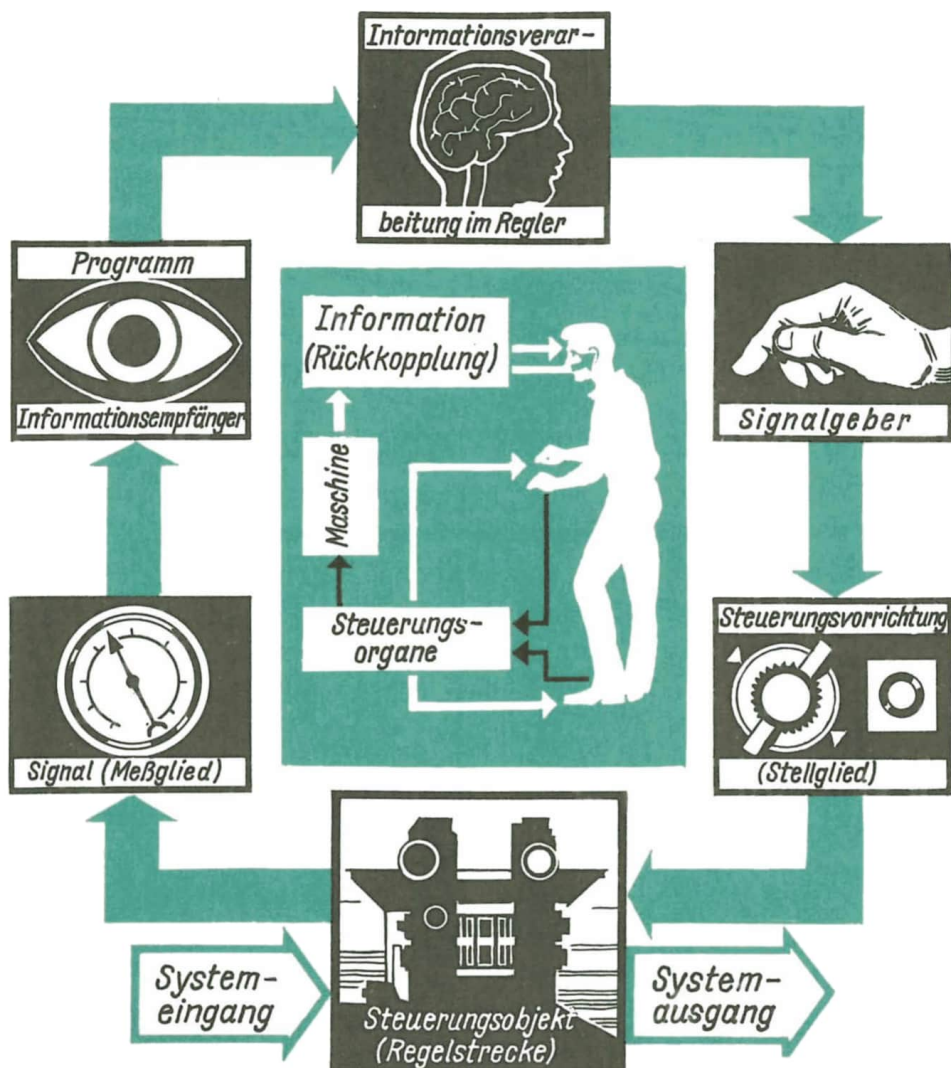 Informationsverar-
beitung im Regler
Programm
Informationsempfänger
Information
(Rückkopplung)
Maschine
Steuerungs-
organe
Signalgeber
Signal (Meßglied)
Steuerungsvorrichtung
(Stellglied)
System-
eingang
Steuerungsobjekt
(Regelstrecke)
System-
ausgang